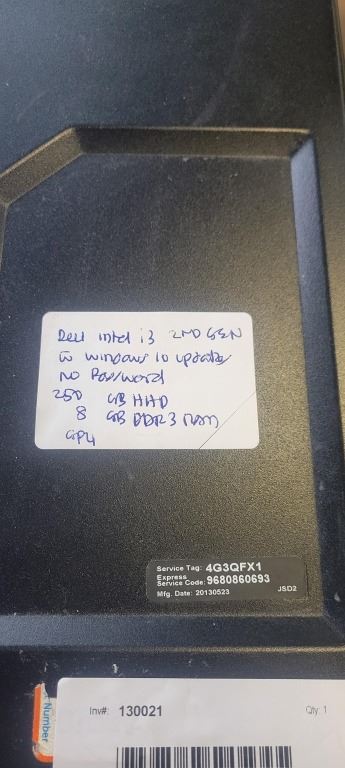 Dell intel i3 2ND GEN
windows 10 update
No Password
250 GB HHD
8 GB DDR3 Ram
GPU
Service Tag: 4G3QFX1
Express
Service Code: 9680860693
Mfg. Date: 20130523 JSD2
Number
Inv#: 130021 Qty: 1